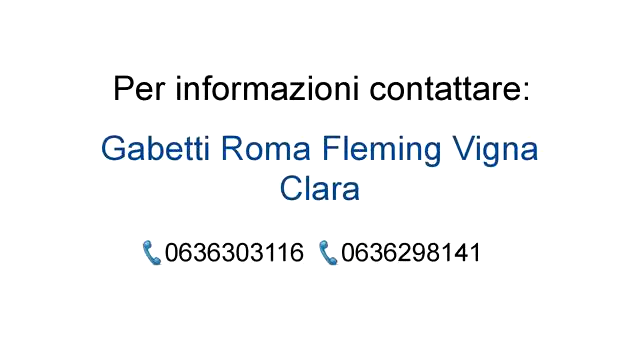 Per informazioni contattare:
Gabetti Roma Fleming Vigna
Clara
0636303116 0636298141